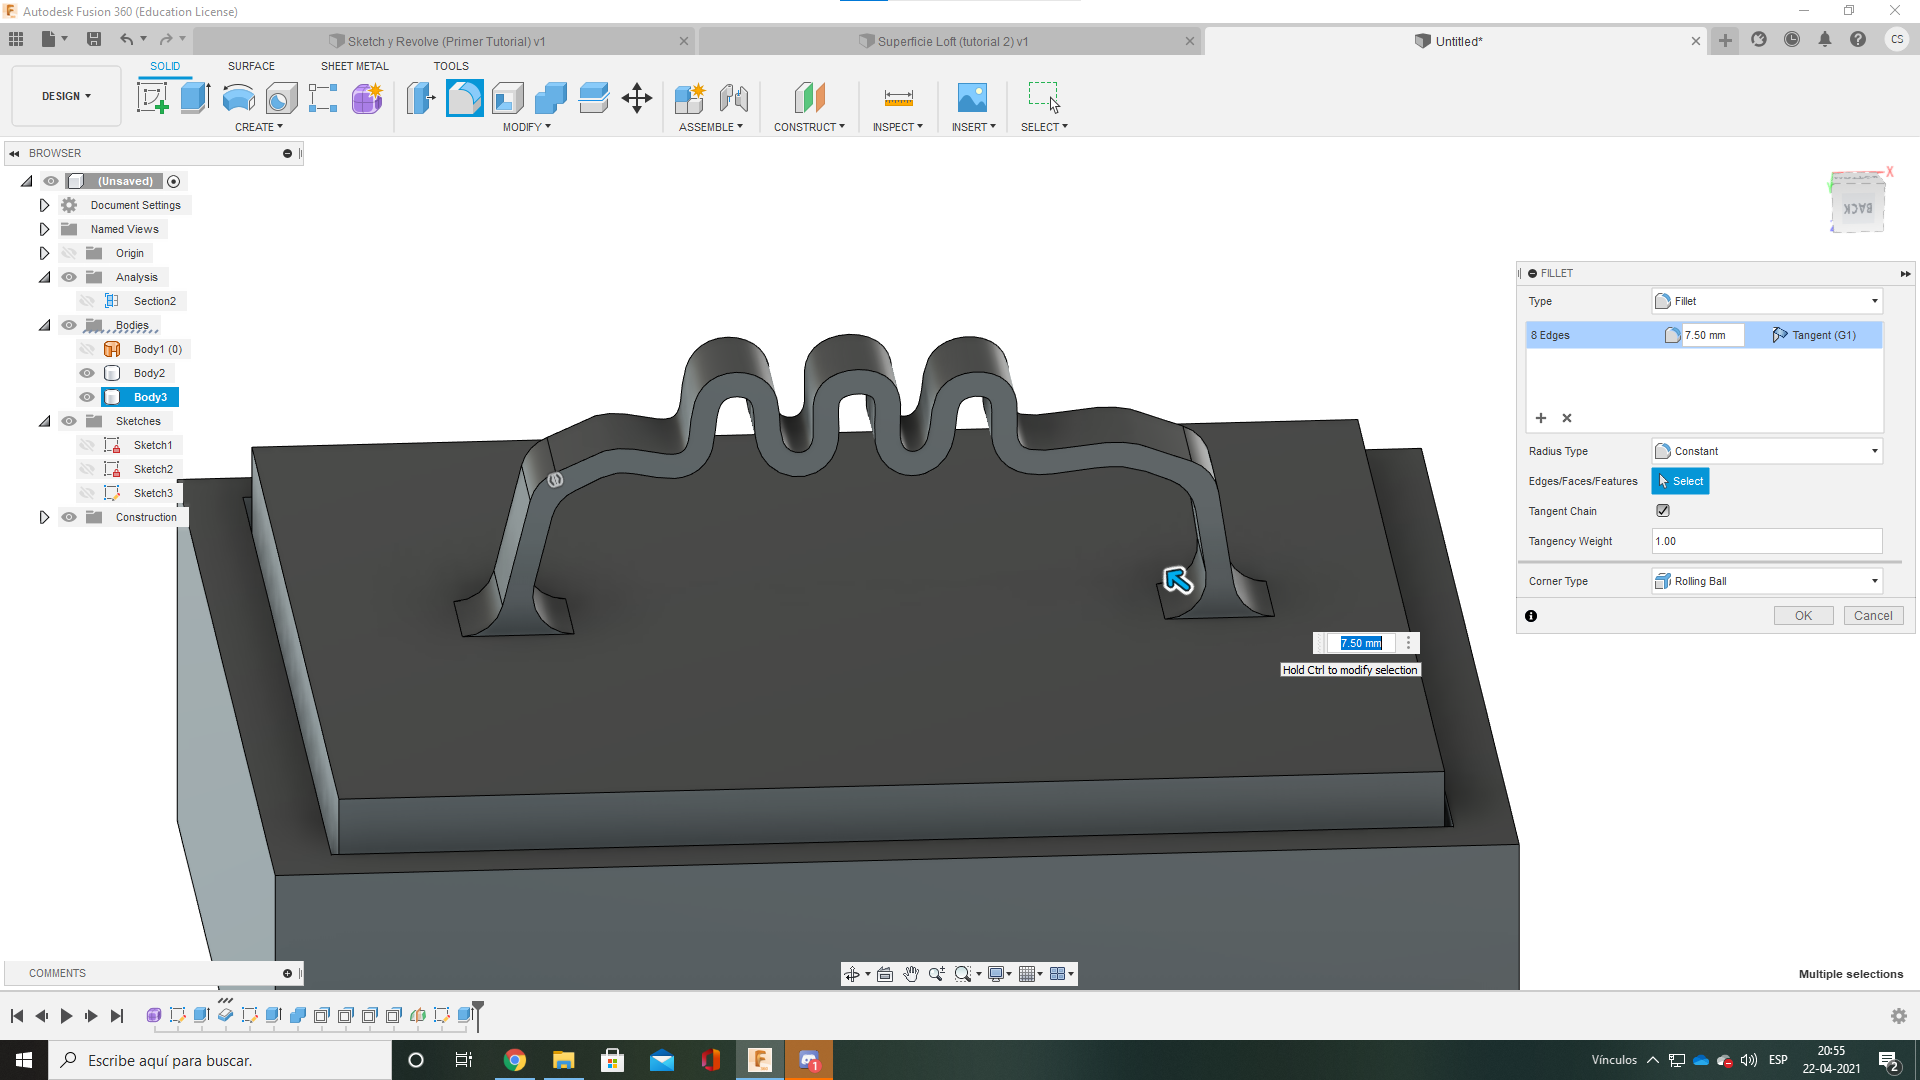 Autodesk Fusion 360 (Education License)
Sketch y Revolve (Primer Tutorial) v1
Superficie Loft (tutorial 2) v1
Untitled*
CS
DESIGN
SOLID
SURFACE
SHEET METAL
TOOLS
CREATE
MODIFY
ASSEMBLE
CONSTRUCT
INSPECT
INSERT
SELECT
BROWSER
(Unsaved)
Document Settings
Named Views
Origin
Analysis
Section2
Bodies
Body1 (0)
Body2
Body3
Sketches
Sketch1
Sketch2
Sketch3
Construction
X
BACK
FILLET
Type
Fillet
8 Edges
7.50 mm
Tangent (G1)
Radius Type
Constant
Edges/Faces/Features
Select
Tangent Chain
Tangency Weight
1.00
Corner Type
Rolling Ball
OK
Cancel
7.50 mm
Hold Ctrl to modify selection
COMMENTS
Multiple selections
Escribe aquí para buscar.
1
Vínculos
ESP
20:55
22-04-2021
2